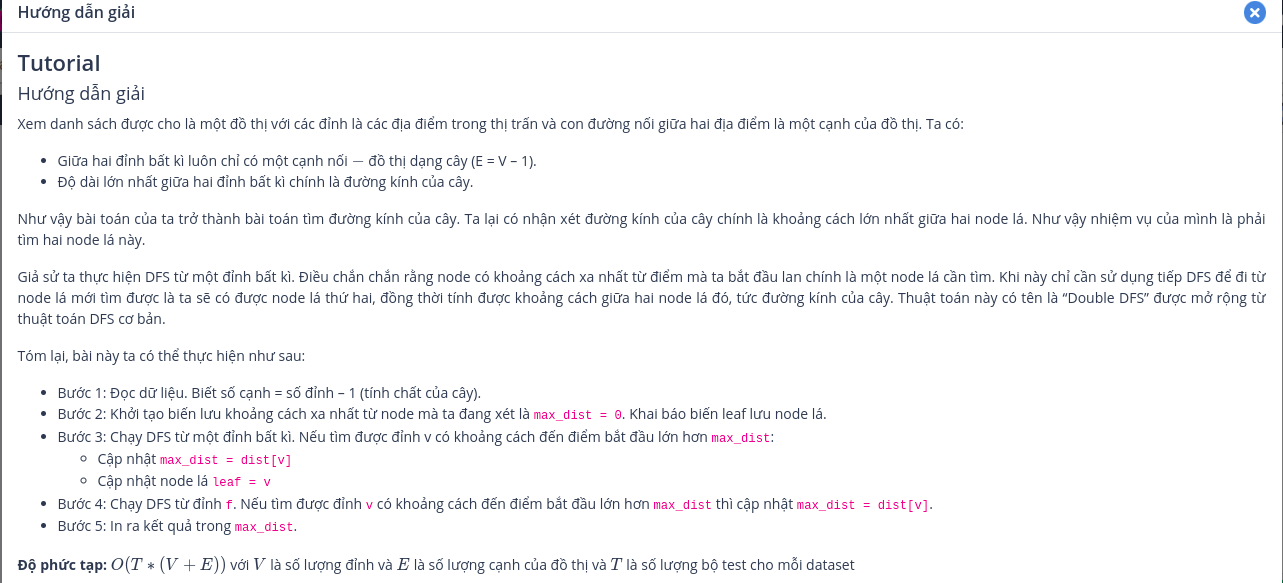 Hướng dẫn giải
Tutorial
Hướng dẫn giải
Xem danh sách được cho là một đồ thị với các đỉnh là các địa điểm trong thị trấn và con đường nối giữa hai địa điểm là một cạnh của đồ thị. Ta có:
• Giữa hai đỉnh bất kì luôn chỉ có một cạnh nối — đồ thị dạng cây (E = V – 1).
• Độ dài lớn nhất giữa hai đỉnh bất kì chính là đường kính của cây.
Như vậy bài toán của ta trở thành bài toán tìm đường kính của cây. Ta lại có nhận xét đường kính của cây chính là khoảng cách lớn nhất giữa hai node lá. Như vậy nhiệm vụ của mình là phải
tìm hai node lá này.
Giả sử ta thực hiện DFS từ một đỉnh bất kì. Điều chắn chắn rằng node có khoảng cách xa nhất từ điểm mà ta bắt đầu lan chính là một node lá cần tìm. Khi này chỉ cần sử dụng tiếp DFS để đi từ
node lá mới tìm được là ta sẽ có được node lá thứ hai, đồng thời tính được khoảng cách giữa hai node lá đó, tức đường kính của cây. Thuật toán này có tên là “Double DFS” được mở rộng từ
thuật toán DFS cơ bản.
Tóm lại, bài này ta có thể thực hiện như sau:
• Bước 1: Đọc dữ liệu. Biết số cạnh = số đỉnh – 1 (tính chất của cây).
• Bước 2: Khởi tạo biến lưu khoảng cách xa nhất từ node mà ta đang xét là max_dist = 0. Khai báo biến leaf lưu node lá.
• Bước 3: Chạy DFS từ một đỉnh bất kì. Nếu tìm được đỉnh v có khoảng cách đến điểm bắt đầu lớn hơn max_dist:
◦ Cập nhật max_dist = dist[v]
◦ Cập nhật node lá leaf = v
• Bước 4: Chạy DFS từ đỉnh f. Nếu tìm được đỉnh v có khoảng cách đến điểm bắt đầu lớn hơn max_dist thì cập nhật max_dist = dist[v].
• Bước 5: In ra kết quả trong max_dist.
Độ phức tạp: O(T ∗ (V + E)) với V là số lượng đỉnh và E là số lượng cạnh của đồ thị và T là số lượng bộ test cho mỗi dataset